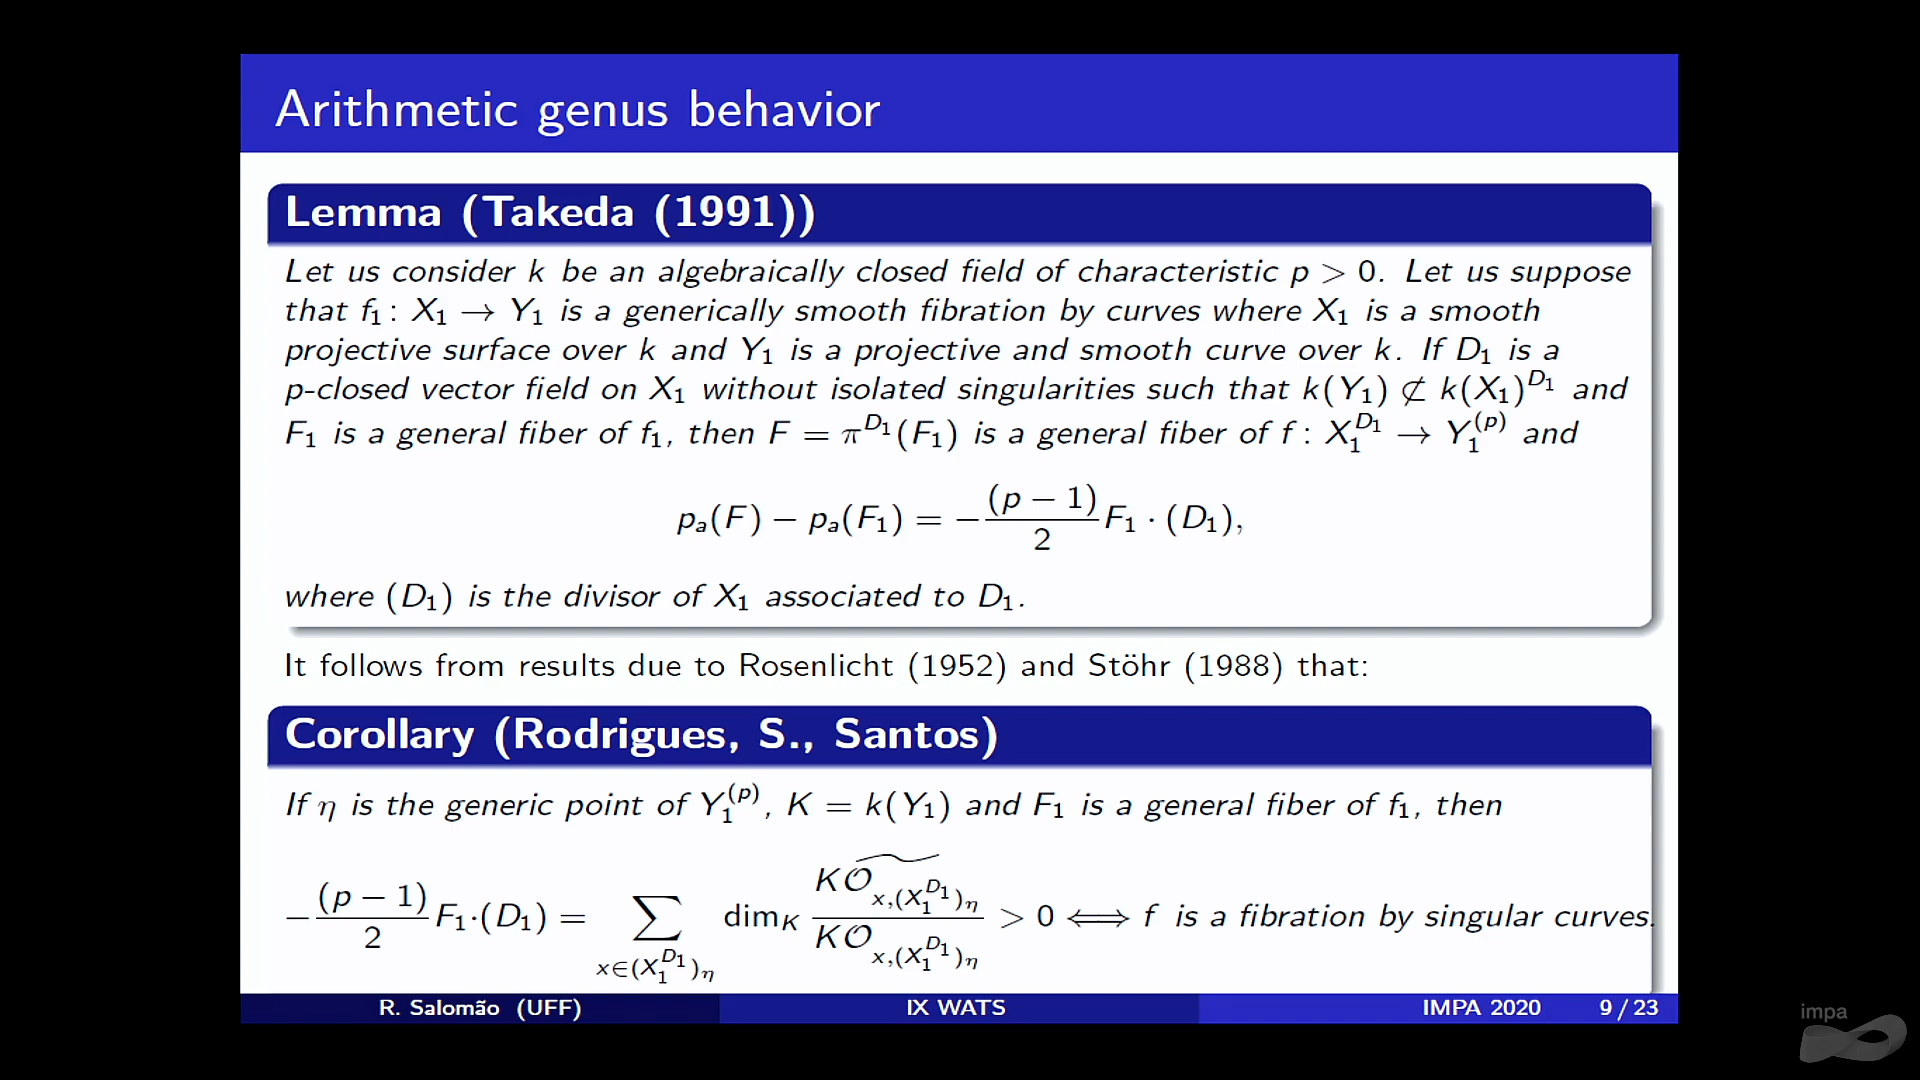 Arithmetic genus behavior
Lemma (Takeda (1991))
Let us consider k be an algebraically closed field of characteristic p > 0. Let us suppose
that f₁ : X₁ → Y₁ is a generically smooth fibration by curves where X₁ is a smooth
projective surface over k and Y₁ is a projective and smooth curve over k. If D₁ is a
p-closed vector field on X₁ without isolated singularities such that k(Y₁) ⊄ k(X₁)^{D₁} and
F₁ is a general fiber of f₁, then F = π^{D₁}(F₁) is a general fiber of f : X₁^{D₁} → Y₁^{(p)} and
p_a(F) − p_a(F₁) = −\frac{(p − 1)}{2} F₁ · (D₁),
where (D₁) is the divisor of X₁ associated to D₁.
It follows from results due to Rosenlicht (1952) and Stöhr (1988) that:
Corollary (Rodrigues, S., Santos)
If η is the generic point of Y₁^{(p)}, K = k(Y₁) and F₁ is a general fiber of f₁, then
−\frac{(p − 1)}{2} F₁·(D₁) = \sum_{x∈(X₁^{D₁})_η} dim_K \frac{\widetilde{K𝒪}_{x,(X₁^{D₁})_η}}{K𝒪_{x,(X₁^{D₁})_η}} > 0 ⟺ f is a fibration by singular curves.
R. Salomão (UFF) IX WATS IMPA 2020 9 / 23
impa